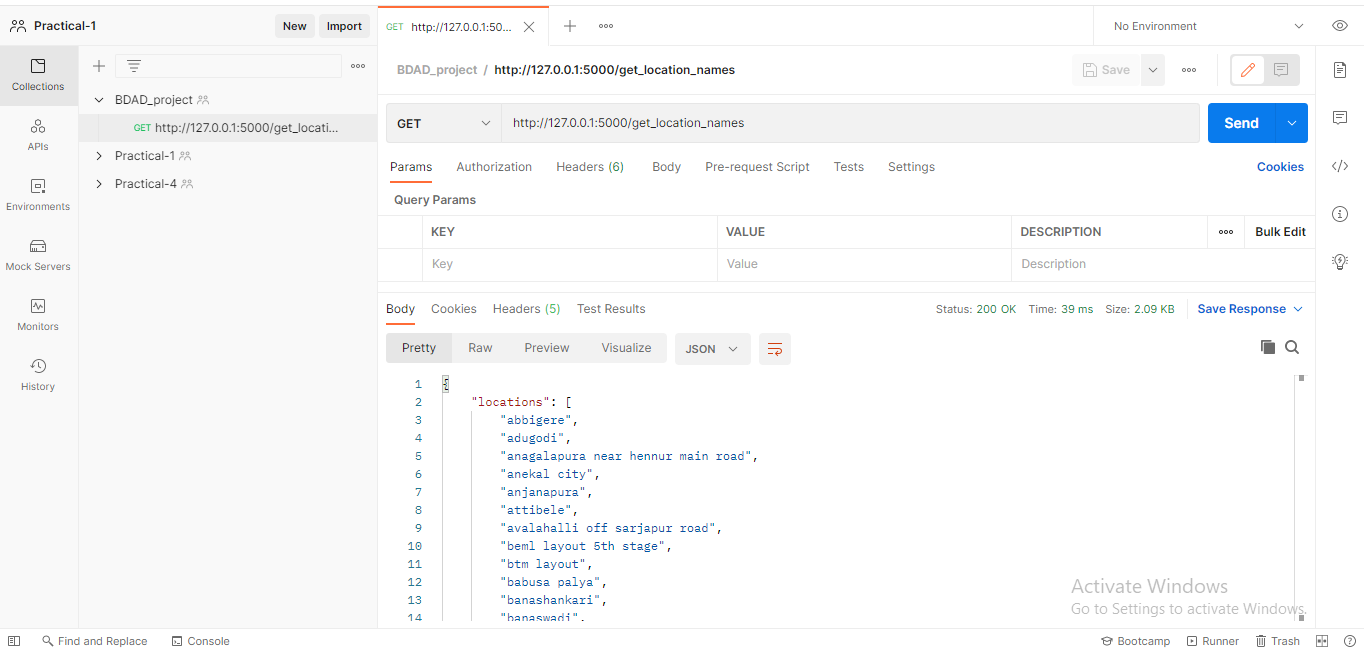 Practical-1
New
Import
GET http://127.0.0.1:50...
No Environment
Collections
APIs
Environments
Mock Servers
Monitors
History
BDAD_project
GET http://127.0.0.1:5000/get_locati...
Practical-1
Practical-4
BDAD_project / http://127.0.0.1:5000/get_location_names
Save
GET http://127.0.0.1:5000/get_location_names
Send
Params Authorization Headers (6) Body Pre-request Script Tests Settings Cookies
Query Params
KEY VALUE DESCRIPTION Bulk Edit
Key Value Description
Body Cookies Headers (5) Test Results Status: 200 OK Time: 39 ms Size: 2.09 KB Save Response
Pretty Raw Preview Visualize JSON
1 {
2 "locations": [
3 "abbigere",
4 "adugodi",
5 "anagalapura near hennur main road",
6 "anekal city",
7 "anjanapura",
8 "attibele",
9 "avalahalli off sarjapur road",
10 "beml layout 5th stage",
11 "btm layout",
12 "babusa palya",
13 "banashankari",
14 "banaswadi",
Activate Windows
Go to Settings to activate Windows.
Find and Replace Console Bootcamp Runner Trash